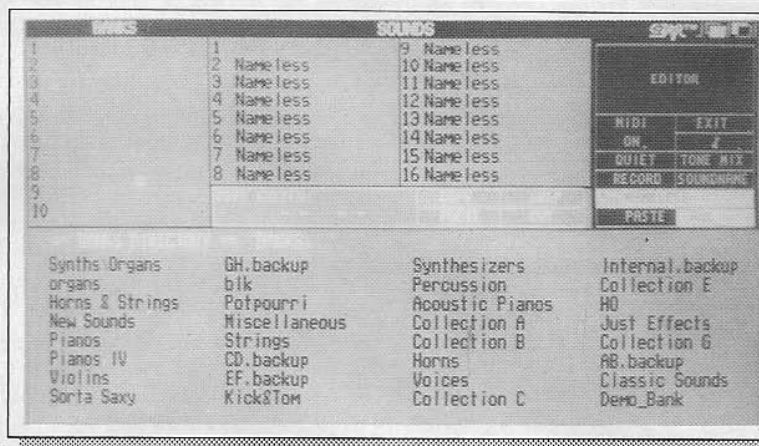 BANKS
SOUNDS
1
2
3
4
5
6
7
8
9
10
1
2 Nameless
3 Nameless
4 Nameless
5 Nameless
6 Nameless
7 Nameless
8 Nameless
9 Nameless
10 Nameless
11 Nameless
12 Nameless
13 Nameless
14 Nameless
15 Nameless
16 Nameless
EDITOR
MIDI EXIT
ON
QUIET TONE MIX
RECORD SOUNDNAME
PASTE
Synths Organs GH.backup Synthesizers Internal.backup
organs blk Percussion Collection E
Horns & Strings Potpourri Acoustic Pianos HO
New Sounds Miscellaneous Collection A Just Effects
Pianos Strings Collection B Collection G
Pianos IV CD.backup Horns AB.backup
Violins EF.backup Voices Classic Sounds
Sorta Saxy Kick&Tom Collection C Demo_Bank